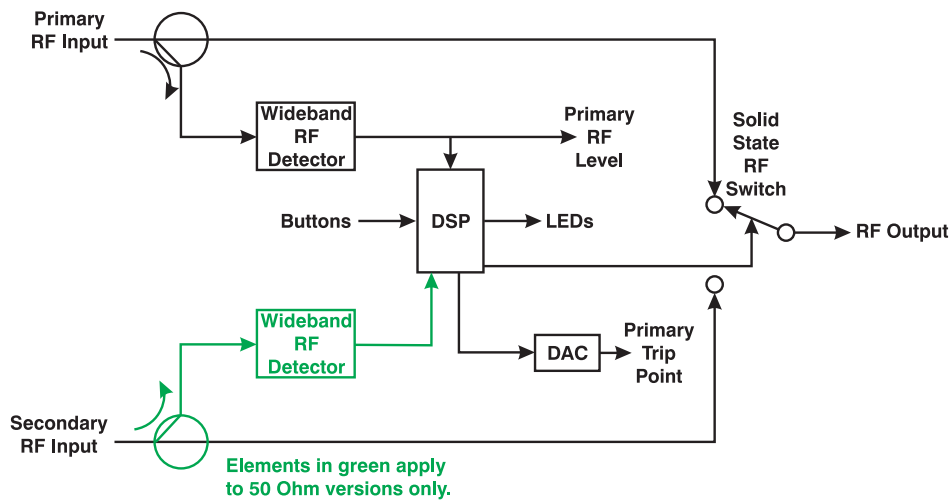 Primary
RF Input
Wideband
RF
Detector
Primary
RF
Level
Solid
State
RF
Switch
Buttons
DSP
LEDs
RF Output
Wideband
RF
Detector
DAC
Primary
Trip
Point
Secondary
RF Input
Elements in green apply
to 50 Ohm versions only.